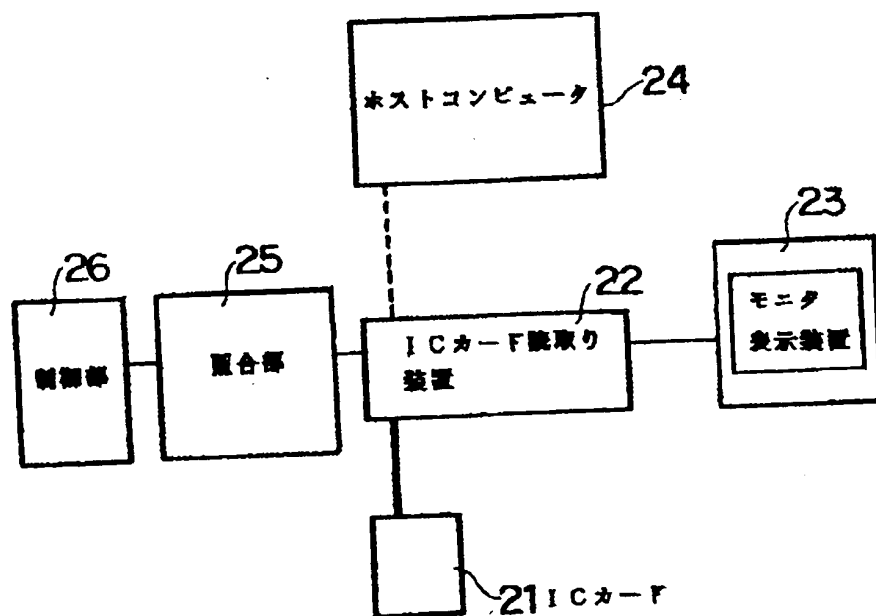 ホストコンピュータ
24
23
26
25
22
モニタ
表示装置
ICカード読取り
装置
照合部
制御部
21 ICカード